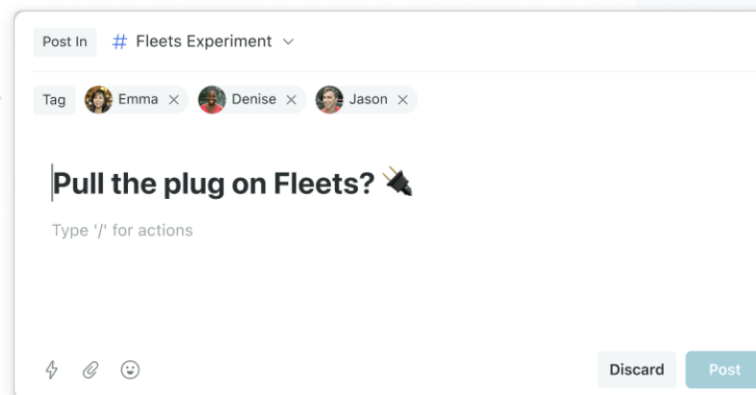 Post In # Fleets Experiment
Tag Emma × Denise × Jason ×
Pull the plug on Fleets? 🔌
Type '/' for actions
Discard Post